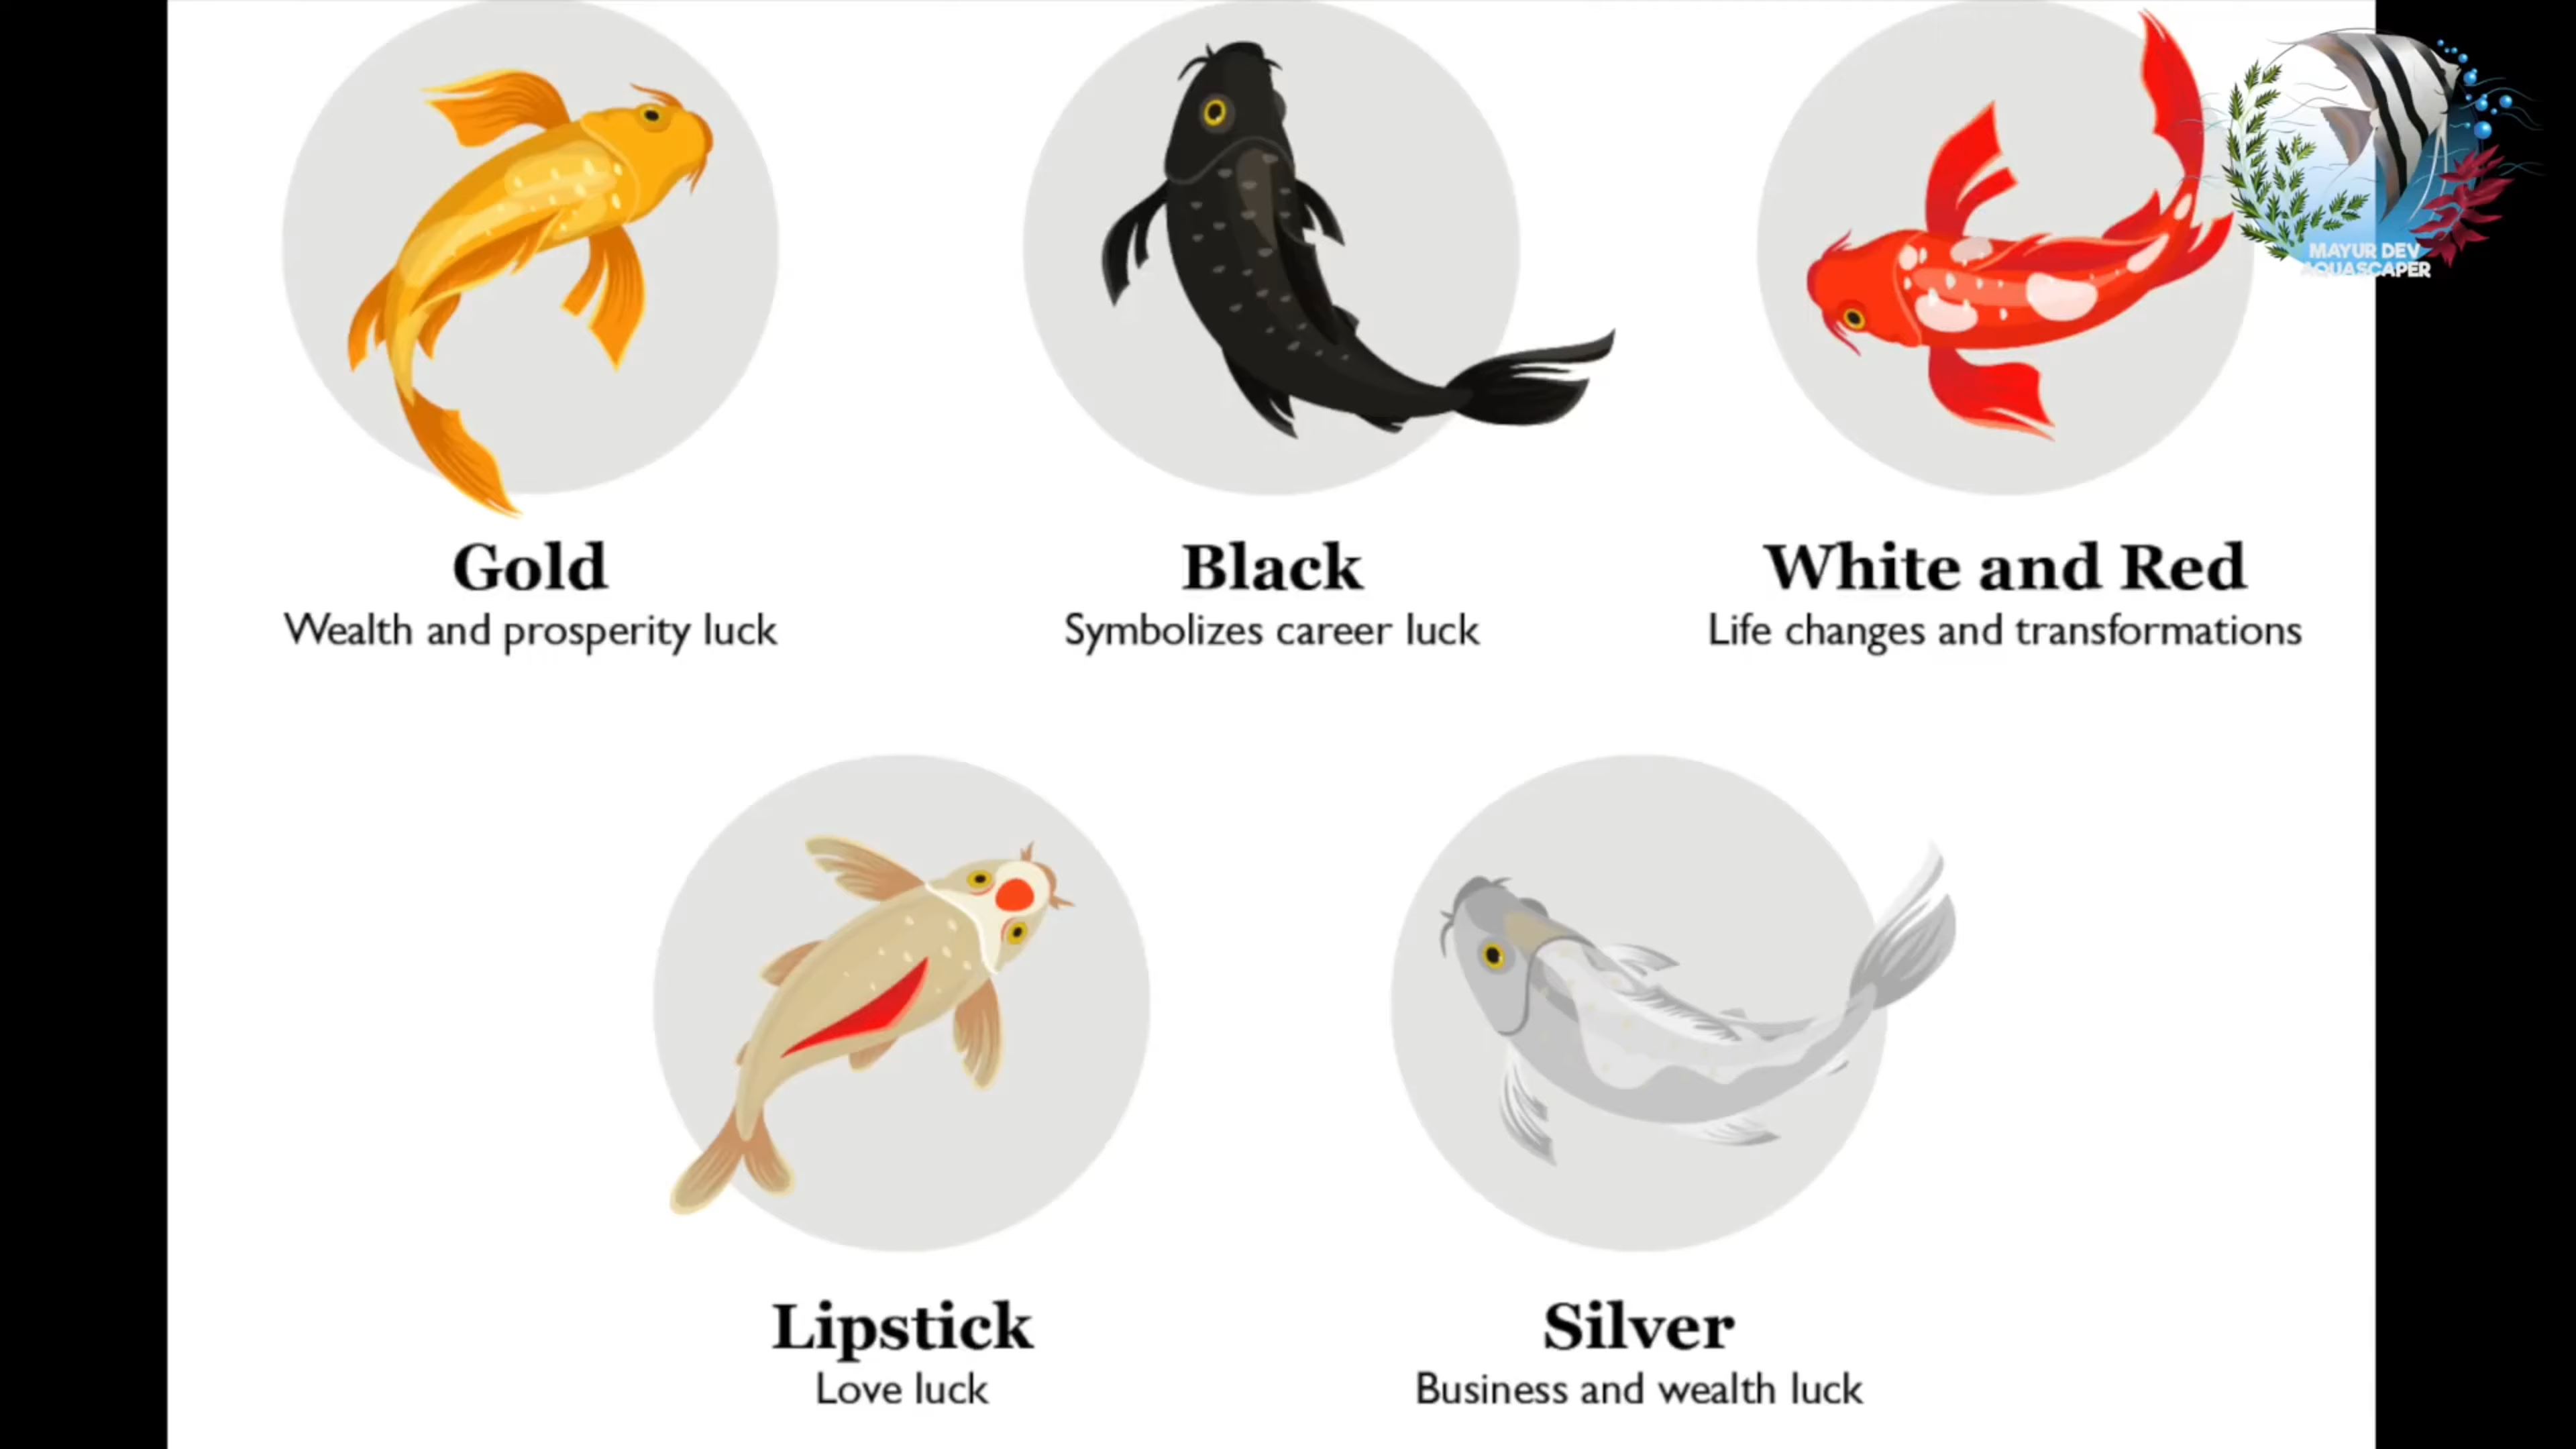 MAYUR DEV
AQUASCAPER
Gold
Wealth and prosperity luck
Black
Symbolizes career luck
White and Red
Life changes and transformations
Lipstick
Love luck
Silver
Business and wealth luck